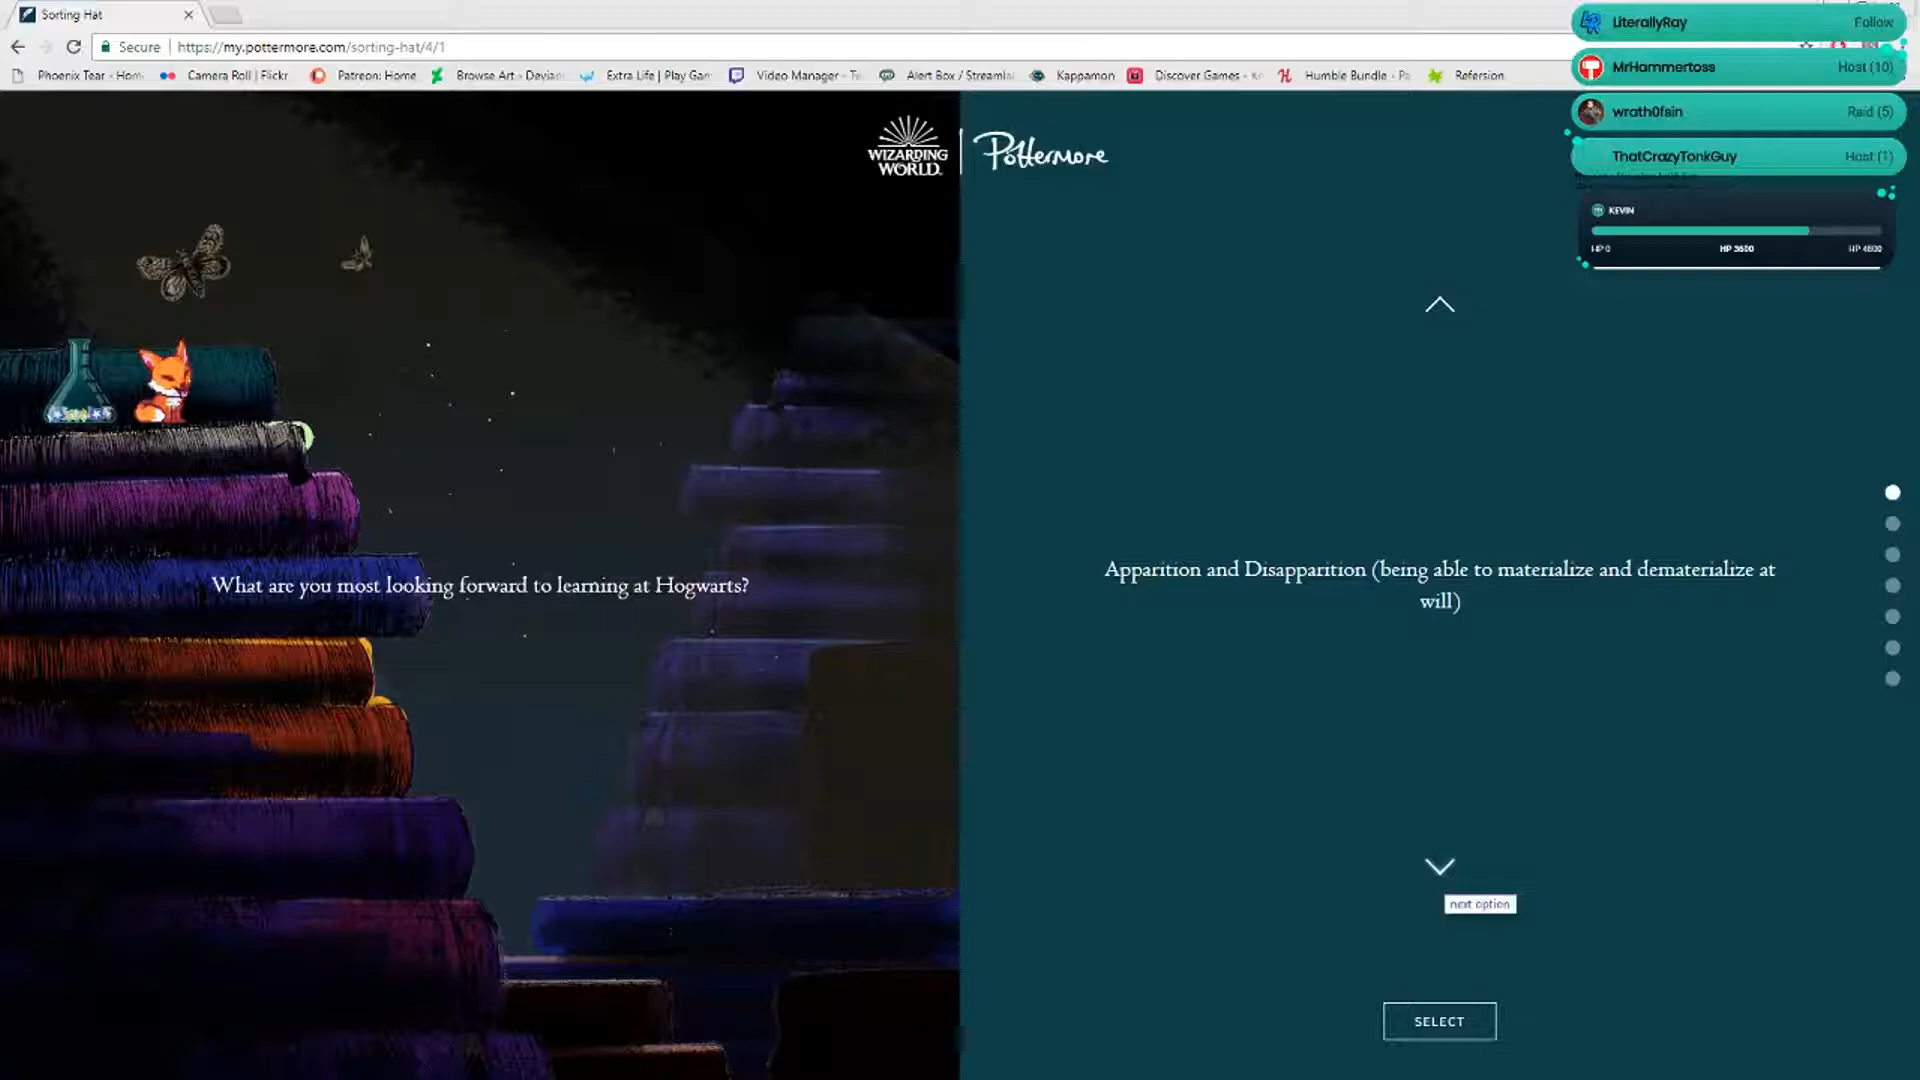 Sorting Hat
Secure https://my.pottermore.com/sorting-hat/4/1
Phoenix Tear - Hom Camera Roll | Flickr Patreon: Home Browse Art - Devian Extra Life | Play Gam Video Manager - Tw Alert Box / Streamla Kappamon Discover Games - Humble Bundle - Pa Refersion
LiterallyRay Follow
MrHammertoss Host (10)
wrath0fsin Raid (5)
ThatCrazyTonkGuy Host (1)
KEVIN
HP 0 HP 3600 HP 4800
WIZARDING
WORLD
Pottermore
What are you most looking forward to learning at Hogwarts?
Apparition and Disapparition (being able to materialize and dematerialize at
will)
next option
SELECT